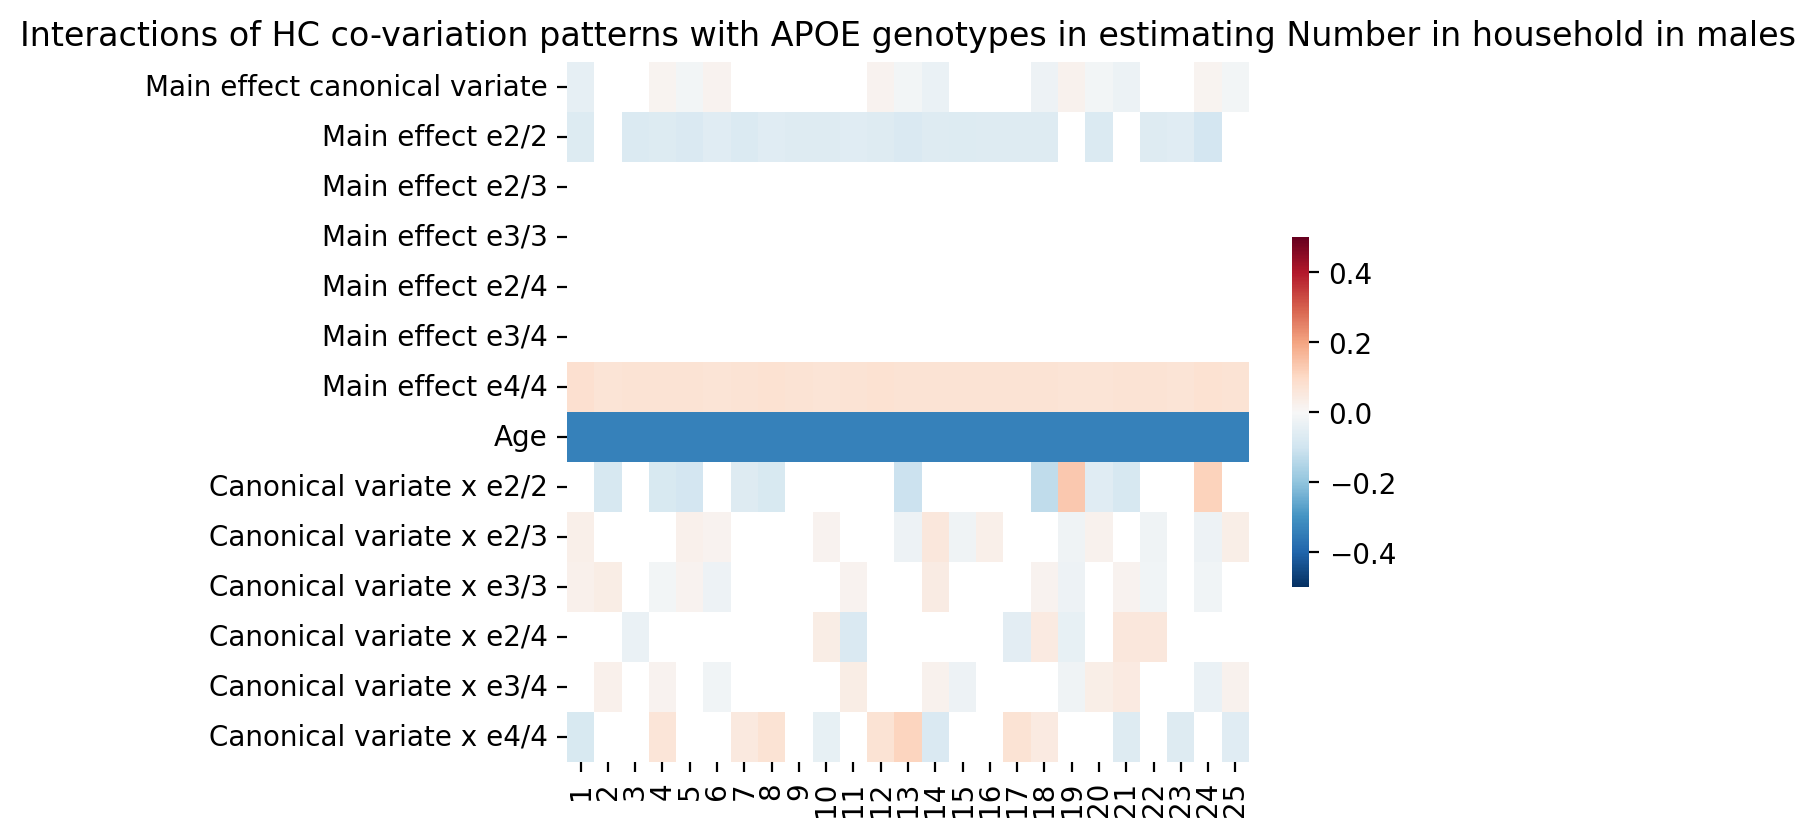 Interactions of HC co-variation patterns with APOE genotypes in estimating Number in household in males
Main effect canonical variate
Main effect e2/2
Main effect e2/3
Main effect e3/3
Main effect e2/4
Main effect e3/4
Main effect e4/4
Age
Canonical variate x e2/2
Canonical variate x e2/3
Canonical variate x e3/3
Canonical variate x e2/4
Canonical variate x e3/4
Canonical variate x e4/4
1 2 3 4 5 6 7 8 9 10 11 12 13 14 15 16 17 18 19 20 21 22 23 24 25
0.4
0.2
0.0
−0.2
−0.4